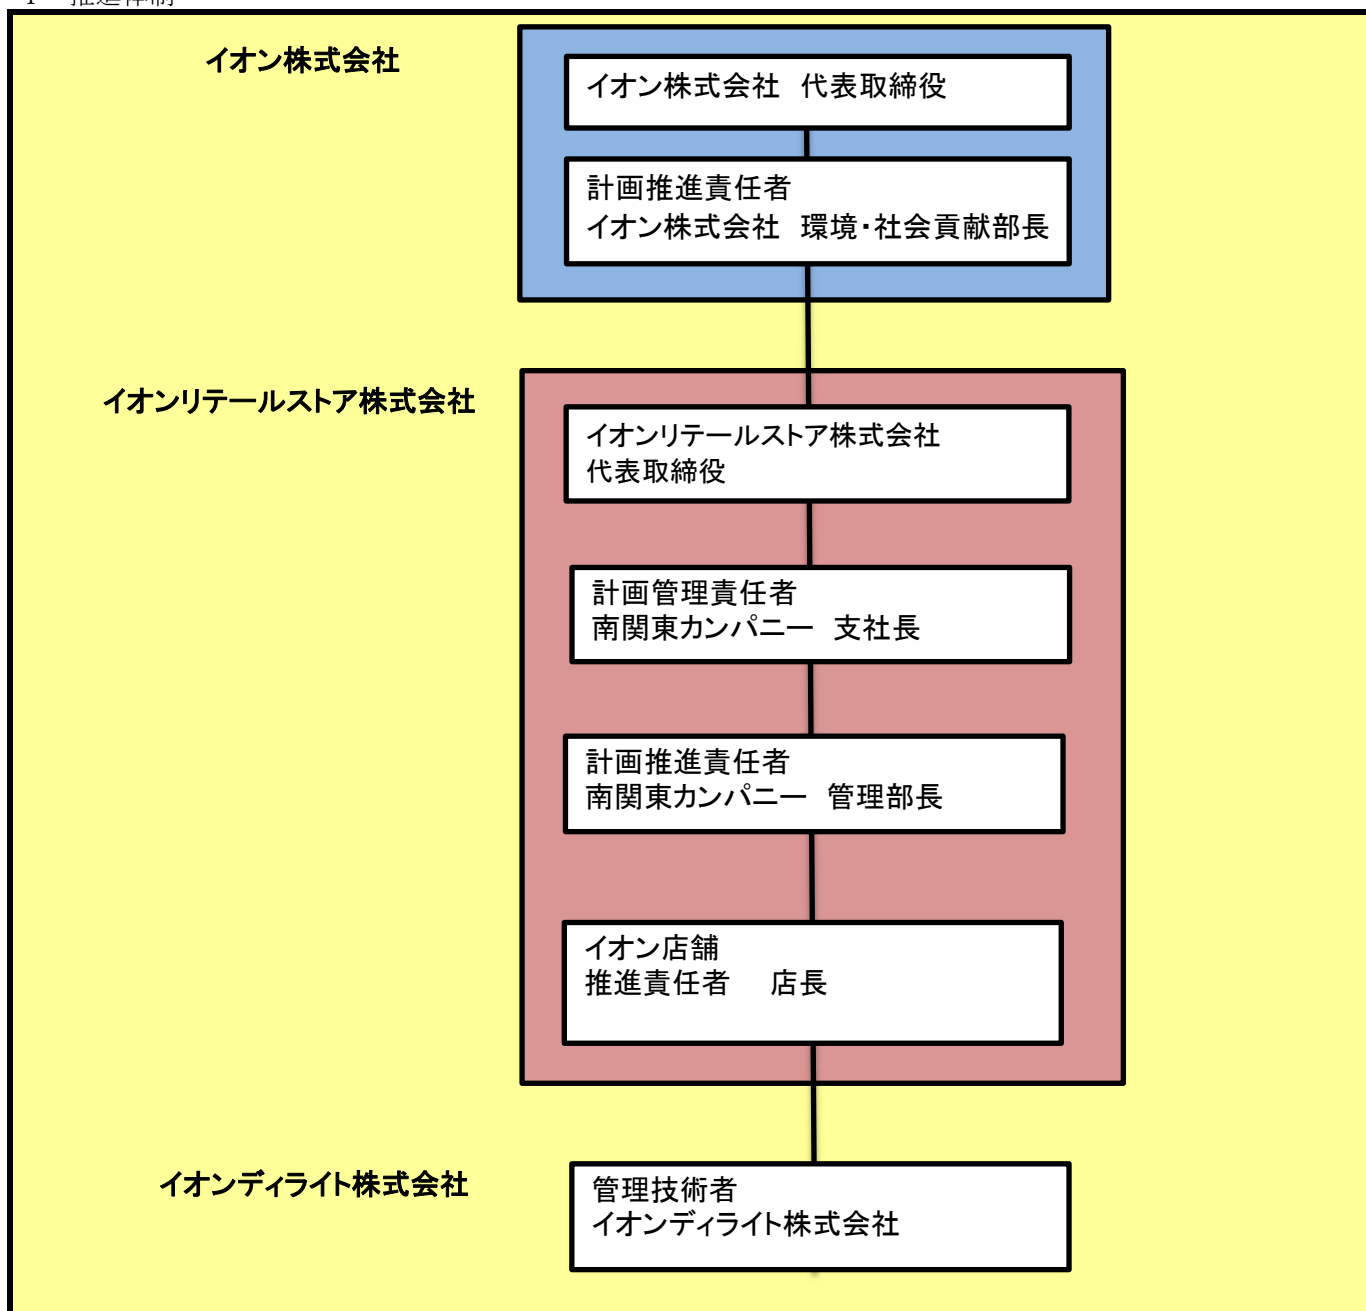 推進体制
イオン株式会社
イオン株式会社 代表取締役
計画推進責任者
イオン株式会社 環境・社会貢献部長
イオンリテールストア株式会社
イオンリテールストア株式会社
代表取締役
計画管理責任者
南関東カンパニー 支社長
計画推進責任者
南関東カンパニー 管理部長
イオン店舗
推進責任者 店長
イオンディライト株式会社
管理技術者
イオンディライト株式会社